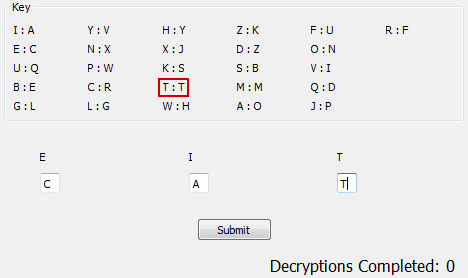 Key
I : A Y : V H : Y Z : K F : U R : F
E : C N : X X : J D : Z O : N
U : Q P : W K : S S : B V : I
B : E C : R T : T M : M Q : D
G : L L : G W : H A : O J : P
E I T
C A T
Submit
Decryptions Completed: 0